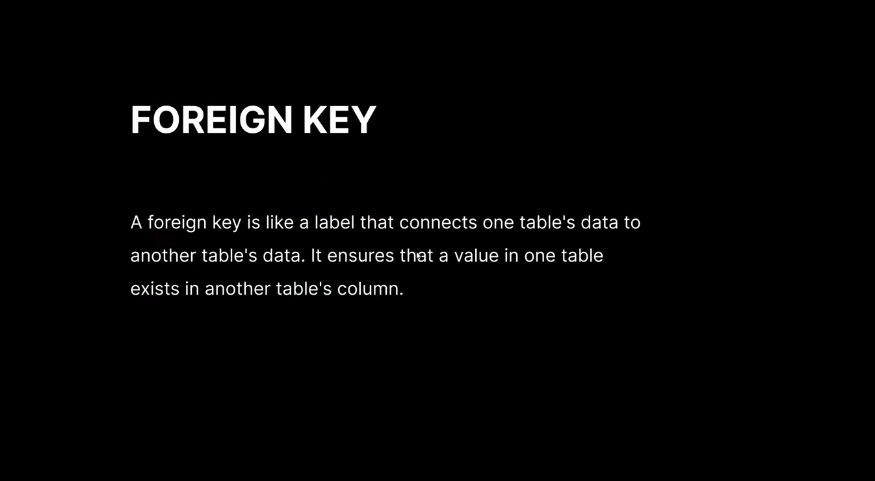 FOREIGN KEY
A foreign key is like a label that connects one table's data to
another table's data. It ensures that a value in one table
exists in another table's column.